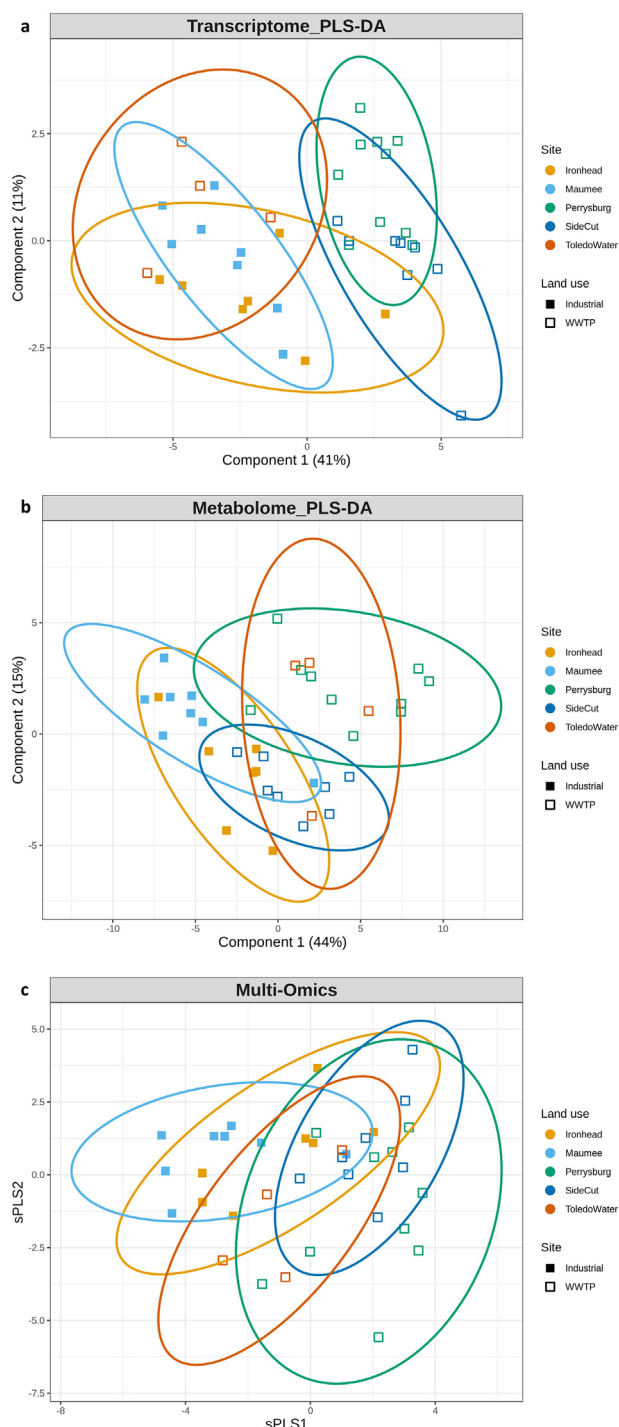 a
Transcriptome_PLS-DA
Component 2 (11%)
2.5
0.0
-2.5
-5
0
5
Component 1 (41%)
Site
Ironhead
Maumee
Perrysburg
SideCut
ToledoWater
Land use
Industrial
WWTP
b
Metabolome_PLS-DA
Component 2 (15%)
5
0
-5
-10
-5
0
5
10
Component 1 (44%)
Site
Ironhead
Maumee
Perrysburg
SideCut
ToledoWater
Land use
Industrial
WWTP
c
Multi-Omics
sPLS2
5.0
2.5
0.0
-2.5
-5.0
-7.5
-8
-4
0
4
sPLS1
Land use
Ironhead
Maumee
Perrysburg
SideCut
ToledoWater
Site
Industrial
WWTP